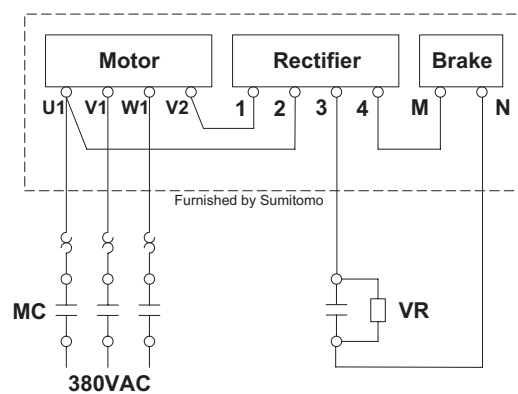 Motor Rectifier Brake
U1 V1 W1 V2 1 2 3 4 M N
Furnished by Sumitomo
MC VR
380VAC